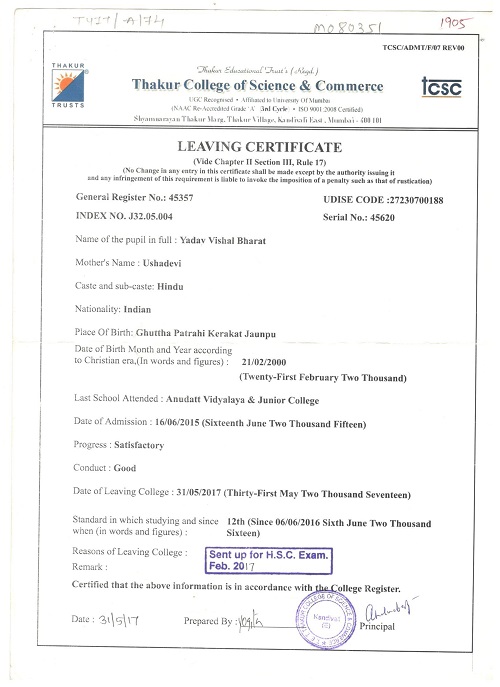 TYIT/A/74
M080351
1905
TCSC/ADMT/F/07 REV00
THAKUR
TRUSTS
Thakur Educational Trust's (Regd.)
Thakur College of Science & Commerce
UGC Recognised • Affiliated to University Of Mumbai
(NAAC Re-Accredited Grade 'A' 3rd Cycle) • ISO 9001:2008 Certified)
Shyamnarayan Thakur Marg, Thakur Village, Kandivali East, Mumbai - 400 101
tcsc
LEAVING CERTIFICATE
(Vide Chapter II Section III, Rule 17)
(No Change in any entry in this certificate shall be made except by the authority issuing it
and any infringement of this requirement is liable to invoke the imposition of a penalty such as that of rustication)
General Register No.: 45357
UDISE CODE :27230700188
INDEX NO. J32.05.004
Serial No.: 45620
Name of the pupil in full : Yadav Vishal Bharat
Mother's Name : Ushadevi
Caste and sub-caste: Hindu
Nationality: Indian
Place Of Birth: Ghuttha Patrahi Kerakat Jaunpu
Date of Birth Month and Year according
to Christian era,(In words and figures) : 21/02/2000
(Twenty-First February Two Thousand)
Last School Attended : Anudatt Vidyalaya & Junior College
Date of Admission : 16/06/2015 (Sixteenth June Two Thousand Fifteen)
Progress : Satisfactory
Conduct : Good
Date of Leaving College : 31/05/2017 (Thirty-First May Two Thousand Seventeen)
Standard in which studying and since 12th (Since 06/06/2016 Sixth June Two Thousand
when (in words and figures) : Sixteen)
Reasons of Leaving College : Sent up for H.S.C. Exam.
Remark : Feb. 2017
Certified that the above information is in accordance with the College Register.
Date : 31/5/17
Prepared By :
THAKUR COLLEGE OF SCIENCE & COMMERCE
Kandivali
(E)
Principal